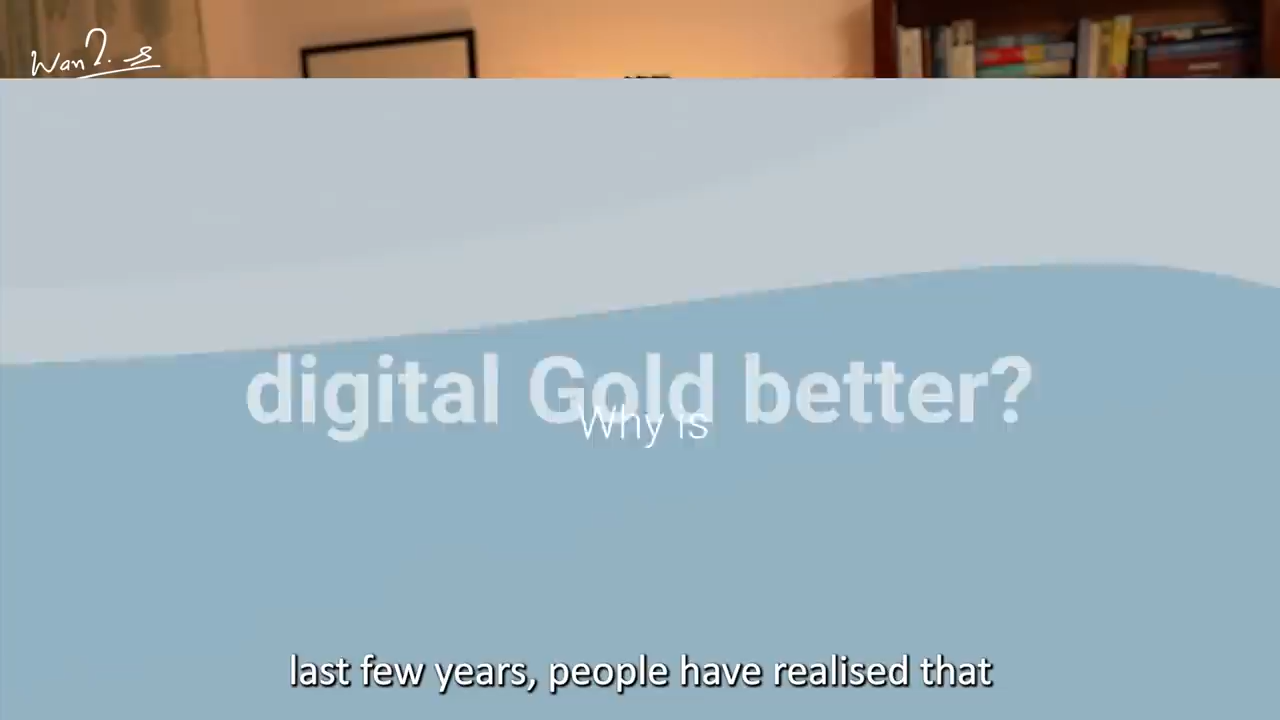 Why is
digital Gold better?
last few years, people have realised that